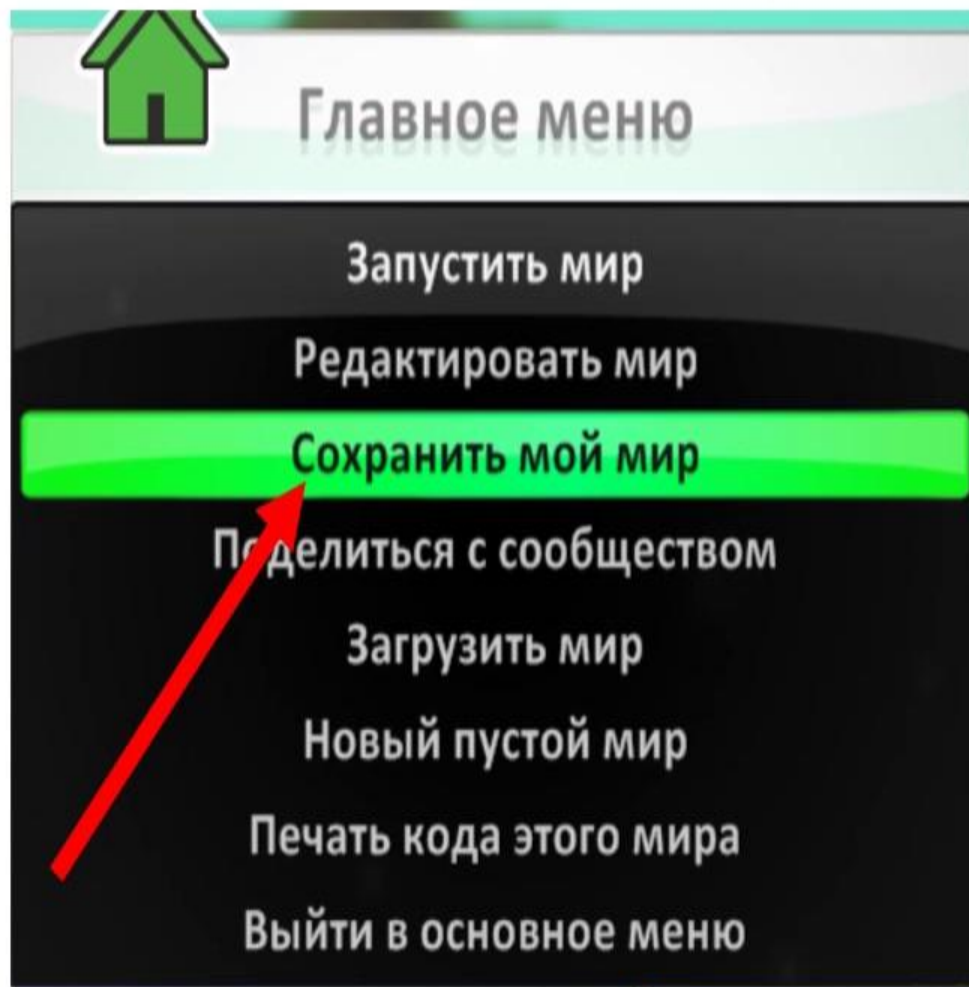 Главное меню
Запустить мир
Редактировать мир
Сохранить мой мир
Поделиться с сообществом
Загрузить мир
Новый пустой мир
Печать кода этого мира
Выйти в основное меню